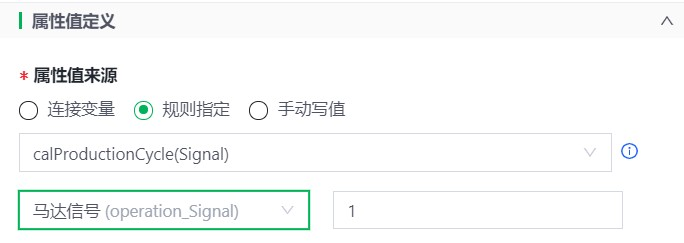 属性值定义
* 属性值来源
连接变量 规则指定 手动写值
calProductionCycle(Signal)
马达信号 (operation_Signal) 1